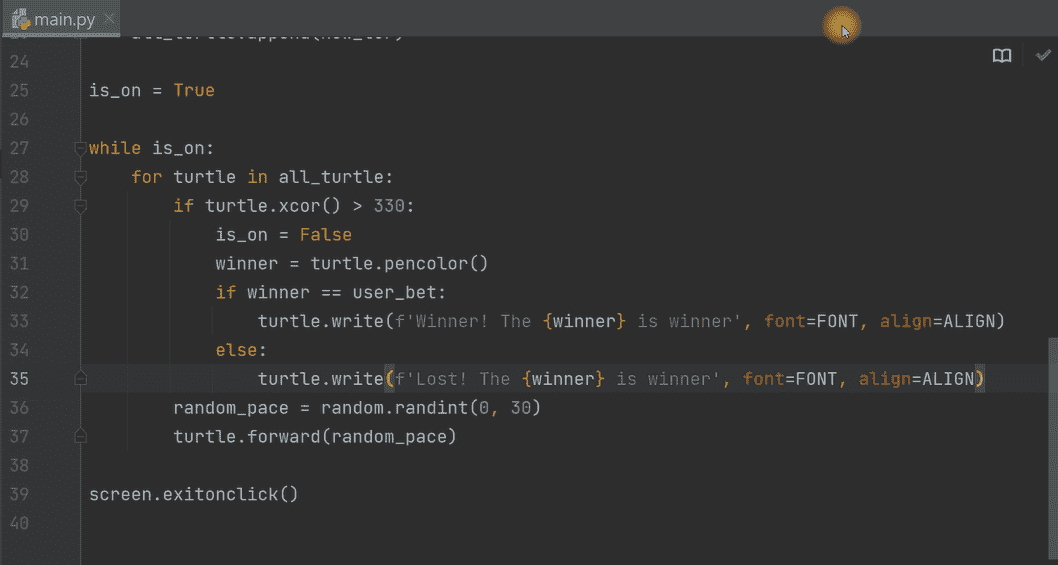 main.py
24
25 is_on = True
26
27 while is_on:
28     for turtle in all_turtle:
29         if turtle.xcor() > 330:
30             is_on = False
31             winner = turtle.pencolor()
32             if winner == user_bet:
33                 turtle.write(f'Winner! The {winner} is winner', font=FONT, align=ALIGN)
34             else:
35                 turtle.write(f'Lost! The {winner} is winner', font=FONT, align=ALIGN)
36         random_pace = random.randint(0, 30)
37         turtle.forward(random_pace)
38
39 screen.exitonclick()
40